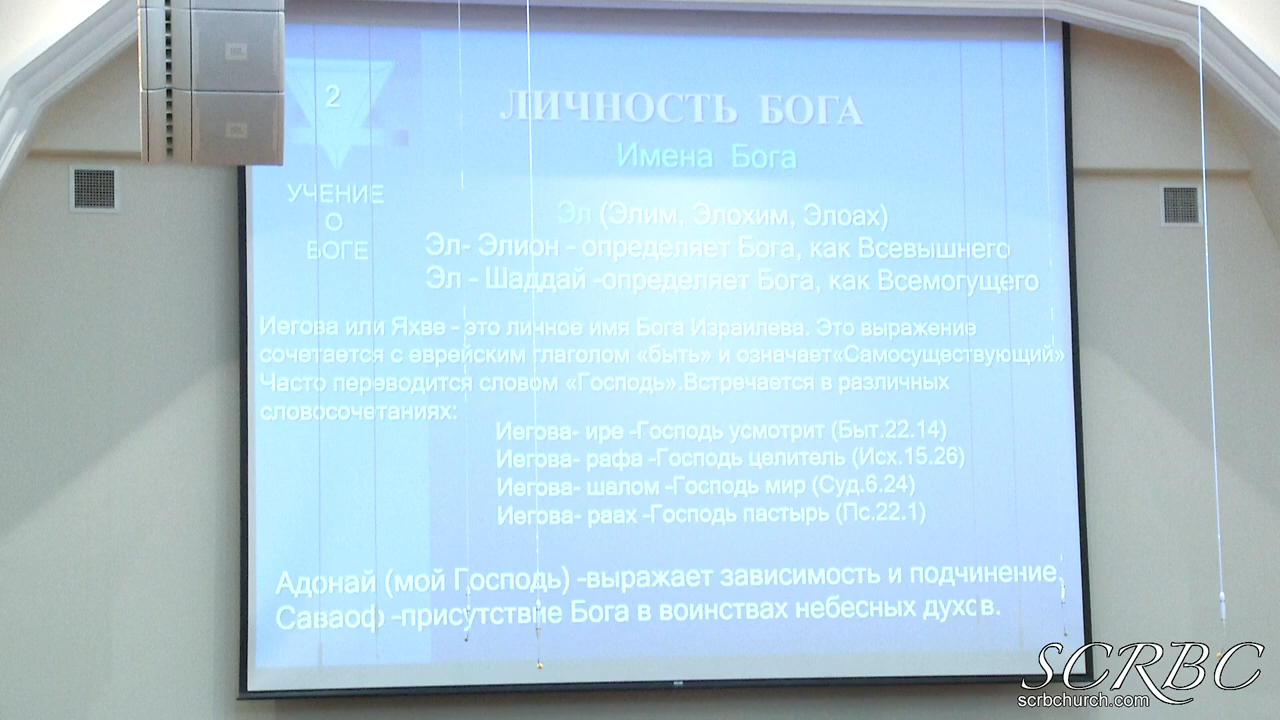 2
УЧЕНИЕ
О
БОГЕ
ЛИЧНОСТЬ БОГА
Имена Бога
Эл (Элим, Элохим, Элоах)
Эл- Элион - определяет Бога, как Всевышнего
Эл - Шаддай -определяет Бога, как Всемогущего
Иегова или Яхве - это личное имя Бога Израилева. Это выражение
сочетается с еврейским глаголом «быть» и означает«Самосуществующий»
Часто переводится словом «Господь».Встречается в различных
словосочетаниях:
Иегова- ире -Господь усмотрит (Быт.22.14)
Иегова- рафа -Господь целитель (Исх.15.26)
Иегова- шалом -Господь мир (Суд.6.24)
Иегова- раах -Господь пастырь (Пс.22.1)
Адонай (мой Господь) -выражает зависимость и подчинение,
Саваоф -присутствие Бога в воинствах небесных духов.
SCRBC
scrbchurch.com